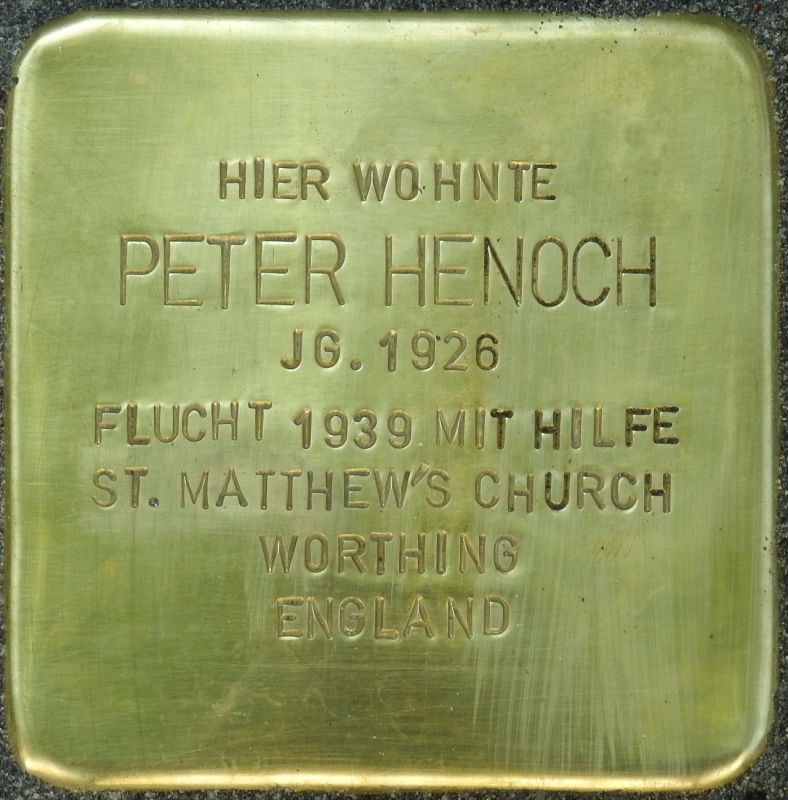 HIER WOHNTE
PETER HENOCH
JG. 1926
FLUCHT 1939 MIT HILFE
ST. MATTHEW'S CHURCH
WORTHING
ENGLAND